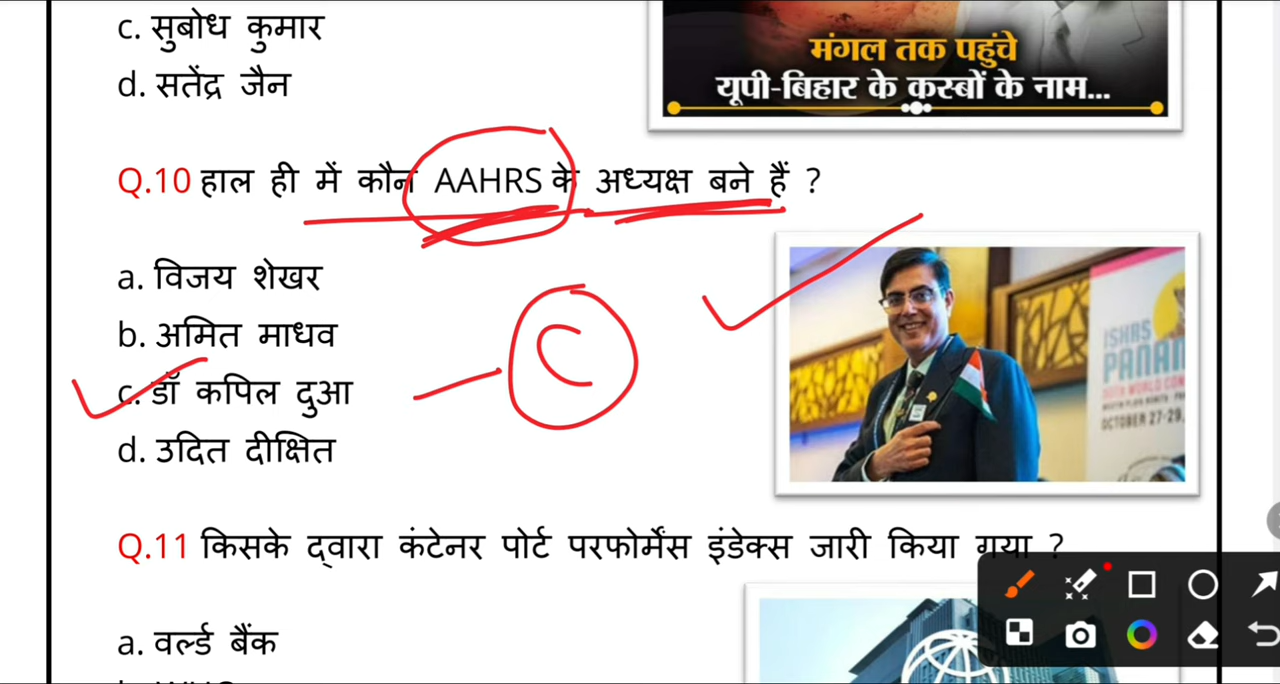 c. सुबोध कुमार
d. सतेंद्र जैन
मंगल तक पहुंचे
यूपी-बिहार के कस्बों के नाम...
Q.10 हाल ही में कौन AAHRS के अध्यक्ष बने हैं ?
a. विजय शेखर
b. अमित माधव
c. डॉ कपिल दुआ
C
d. उदित दीक्षित
ISHRS
PANAM
OCTOBER 27-29,
Q.11 किसके द्वारा कंटेनर पोर्ट परफोर्मेंस इंडेक्स जारी किया गया ?
a. वर्ल्ड बैंक